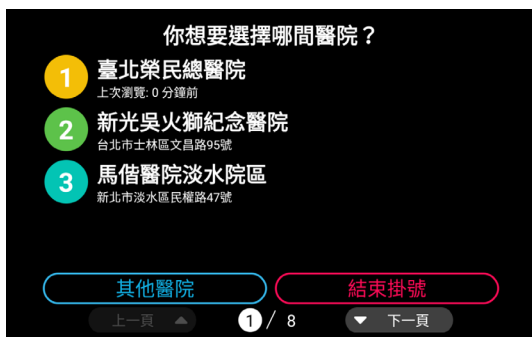 你想要選擇哪間醫院？
1 臺北榮民總醫院
上次瀏覽: 0 分鐘前
2 新光吳火獅紀念醫院
台北市士林區文昌路95號
3 馬偕醫院淡水院區
新北市淡水區民權路47號
其他醫院 結束掛號
上一頁 1 / 8 下一頁